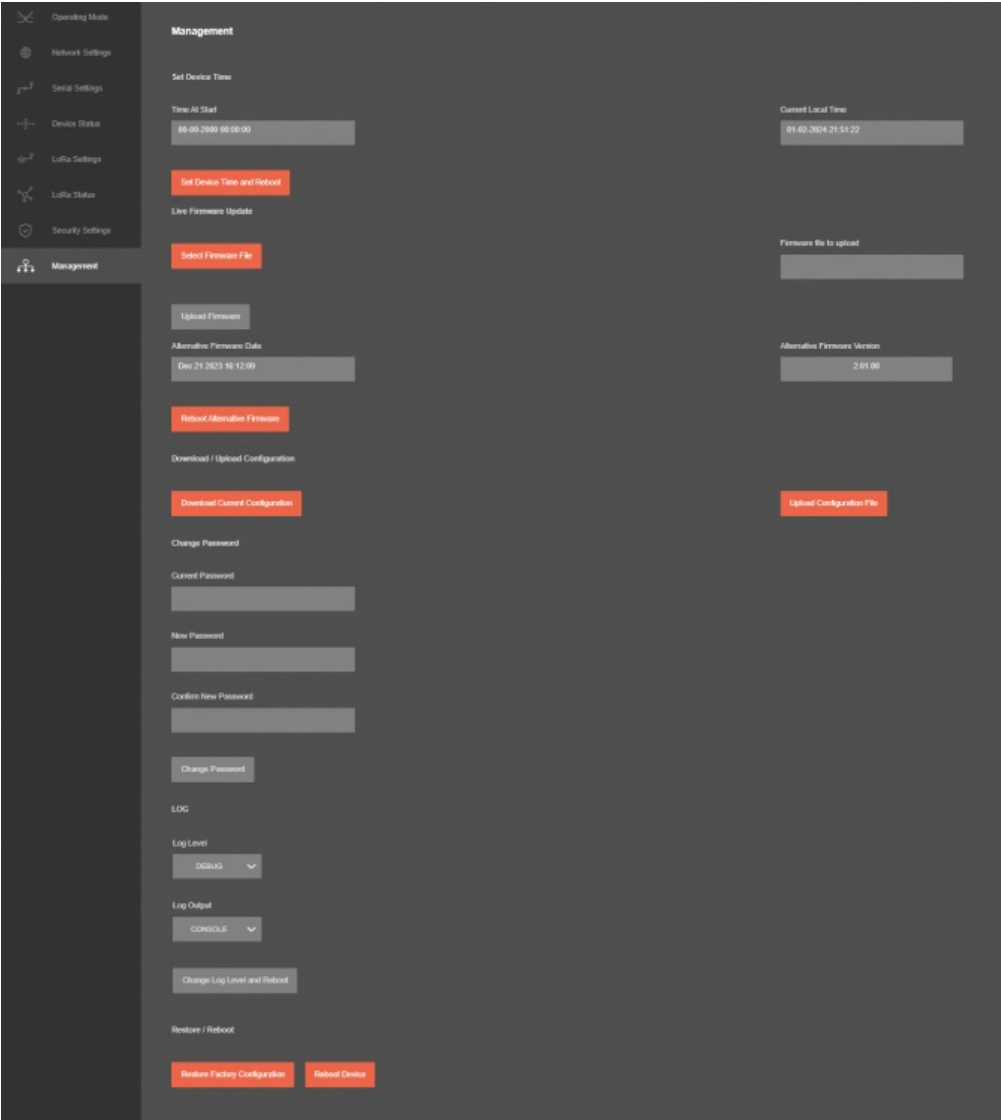 Operating Mode
Network Settings
Serial Settings
Device Status
LoRa Settings
LoRa Status
Security Settings
Management
Management
Set Device Time
Time At Start
Current Local Time
00-00-2000 00:00:00
01-02-2024 21:51:22
Set Device Time and Reboot
Live Firmware Update
Select Firmware File
Firmware file to upload
Upload Firmware
Alternative Firmware Date
Alternative Firmware Version
Dec 21 2023 16:12:09
2.01.00
Reboot Alternative Firmware
Download / Upload Configuration
Download Current Configuration
Upload Configuration File
Change Password
Current Password
New Password
Confirm New Password
Change Password
LOG
Log Level
DEBUG
Log Output
CONSOLE
Change Log Level and Reboot
Restore / Reboot
Restore Factory Configuration
Reboot Device